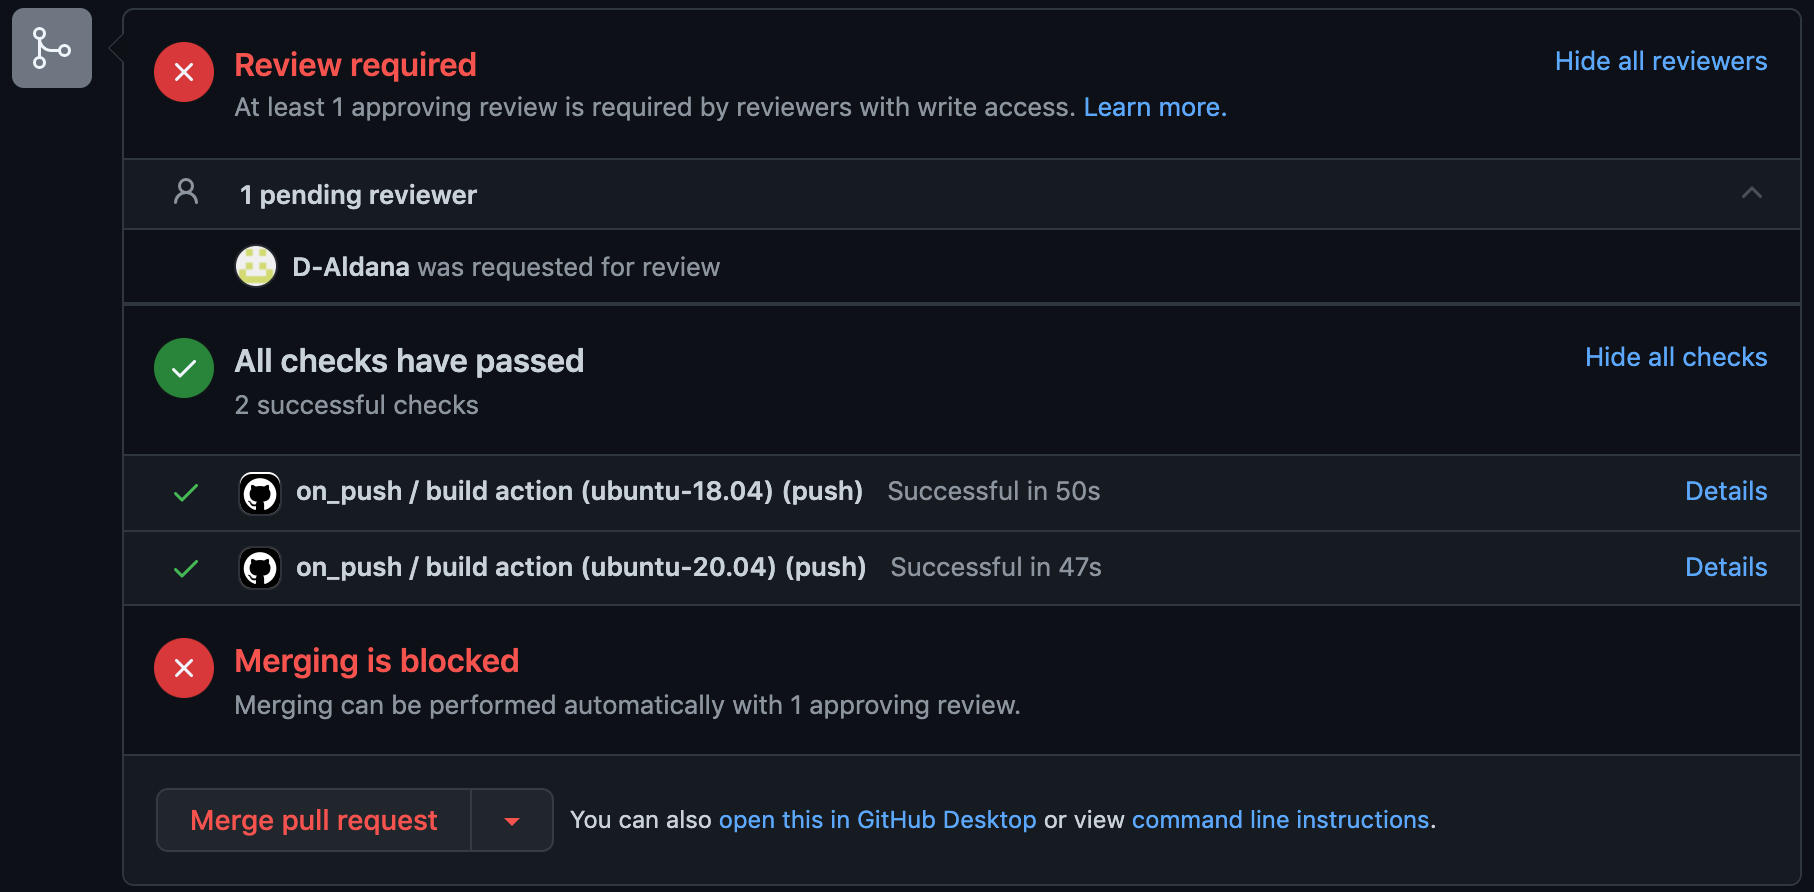 Review required
Hide all reviewers
At least 1 approving review is required by reviewers with write access. Learn more.
1 pending reviewer
D-Aldana was requested for review
All checks have passed
Hide all checks
2 successful checks
on_push / build action (ubuntu-18.04) (push) Successful in 50s Details
on_push / build action (ubuntu-20.04) (push) Successful in 47s Details
Merging is blocked
Merging can be performed automatically with 1 approving review.
Merge pull request You can also open this in GitHub Desktop or view command line instructions.